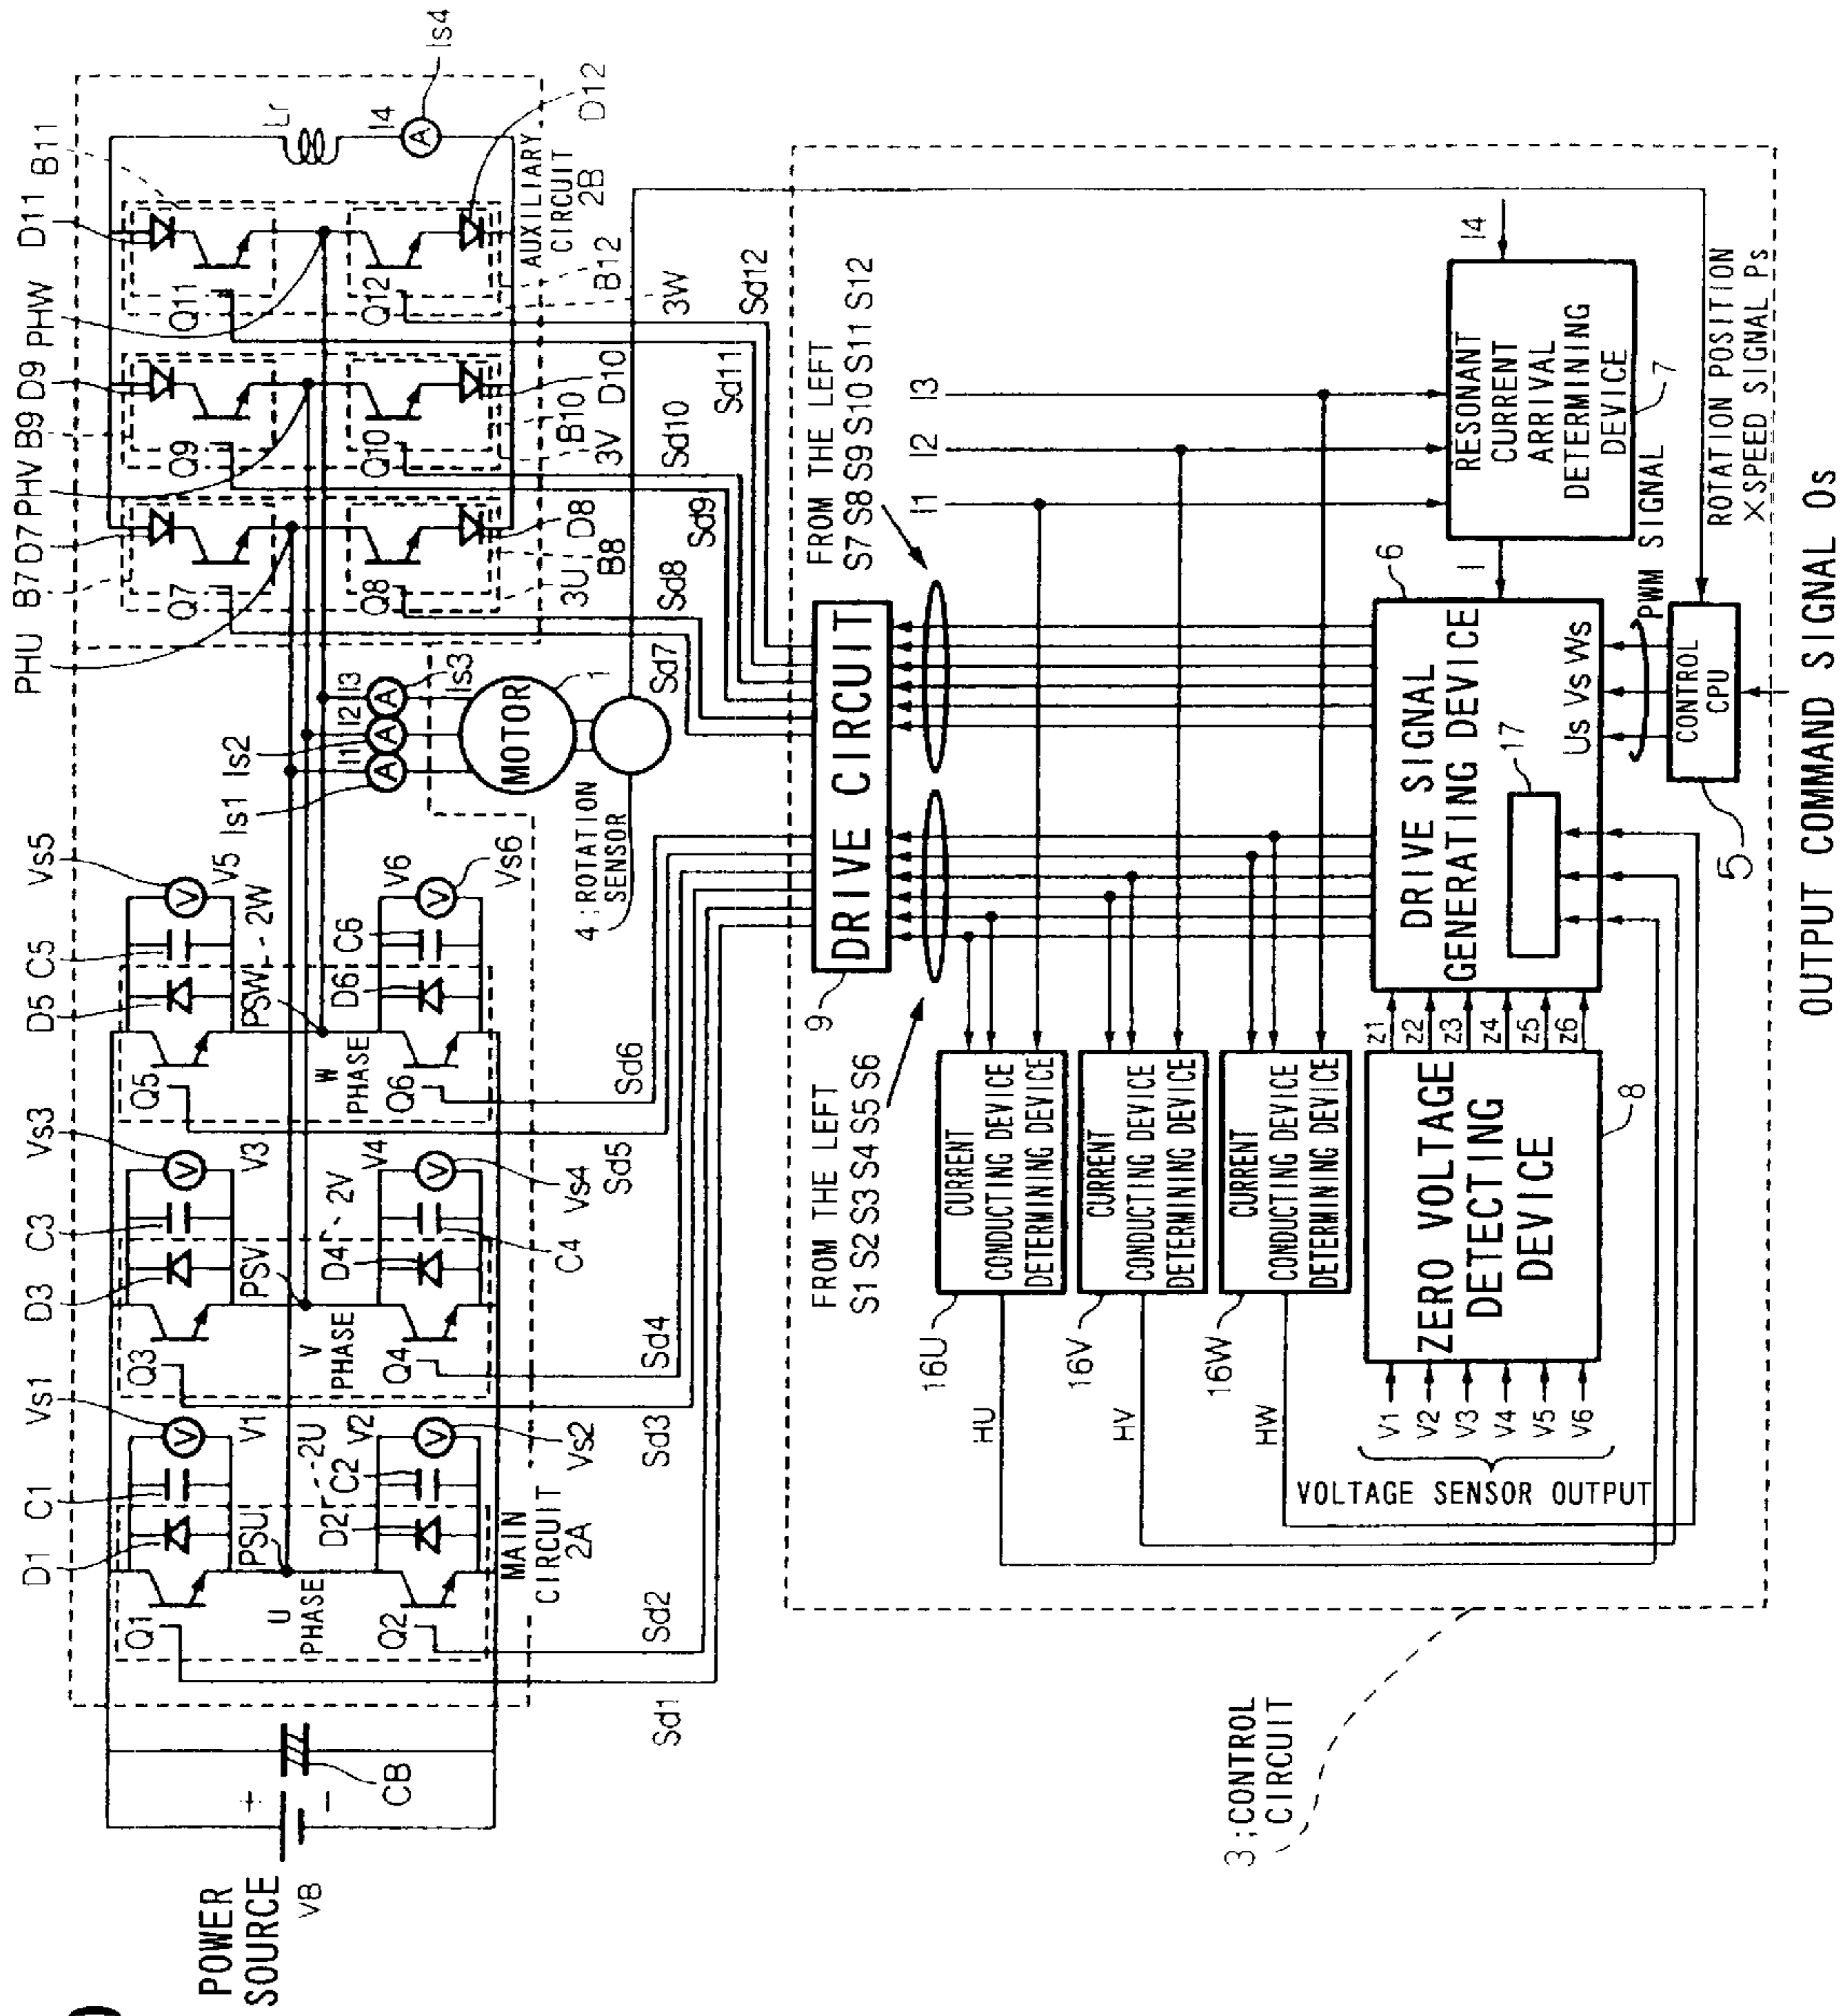 POWER
SOURCE
VB
+
−
CB
D1
C1
Vs1
D3
C3
Vs3
D5
C5
Vs5
Q1
V1
PSU
U
PHASE
2U
D2
C2
V2
Q2
Vs2
Q3
V3
PSV
V
PHASE
2V
D4
V4
Q4
C4
Vs4
Q5
V5
PSW
2W
W
PHASE
D6
C6
V6
Q6
Vs6
MAIN
CIRCUIT
2A
Sd1
Sd2
Sd3
Sd4
Sd5
Sd6
Is1
Is2
I1
I2
I3
Is3
A
A
A
V
V
V
V
V
V
MOTOR
1
4;ROTATION
SENSOR
PHU
B7
D7
PHV
B9
D9
PHW
D11
B11
Q7
Q8
3U
D8
B8
Q9
Q10
3V
B10
D10
Q11
Q12
3W
B12
AUXILIARY
CIRCUIT
2B
Lr
I4
A
Is4
D12
Sd7
Sd8
Sd9
Sd10
Sd11
Sd12
3;CONTROL
CIRCUIT
9
DRIVE CIRCUIT
FROM THE LEFT
S1 S2 S3 S4 S5 S6
FROM THE LEFT
S7 S8 S9 S10 S11 S12
I1
I2
I3
I4
16U
CURRENT
CONDUCTING DEVICE
DETERMINING DEVICE
HU
16V
CURRENT
CONDUCTING DEVICE
DETERMINING DEVICE
HV
16W
CURRENT
CONDUCTING DEVICE
DETERMINING DEVICE
HW
V1
V2
V3
V4
V5
V6
VOLTAGE SENSOR OUTPUT
ZERO VOLTAGE
DETECTING
DEVICE
8
Z1
Z2
Z3
Z4
Z5
Z6
DRIVE SIGNAL
GENERATING DEVICE
6
17
Us Vs Ws
I
RESONANT
CURRENT
ARRIVAL
DETERMINING
DEVICE
7
PWM SIGNAL
CONTROL
CPU
5
ROTATION POSITION
×SPEED SIGNAL Ps
OUTPUT COMMAND SIGNAL Os